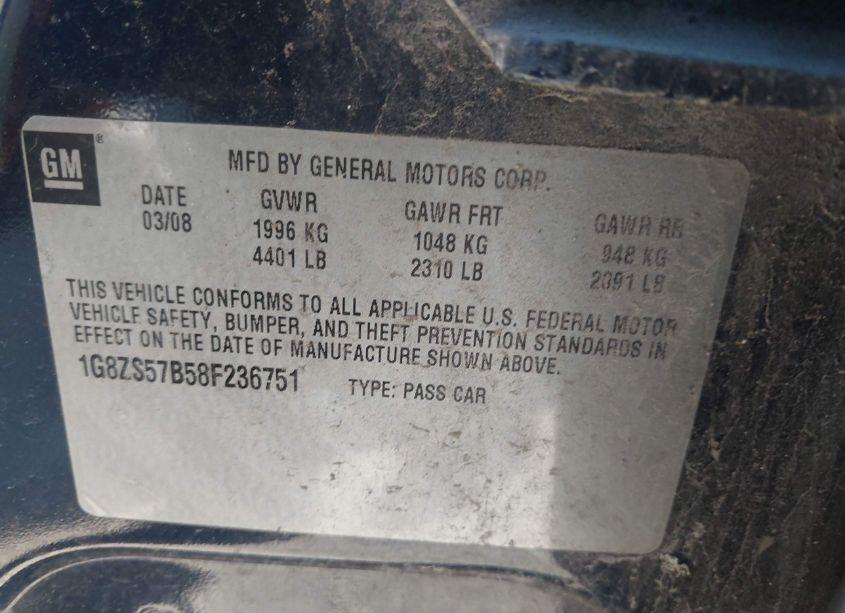 GM ®
MFD BY GENERAL MOTORS CORP.
DATE GVWR GAWR FRT GAWR RR
03/08 1996 KG 1048 KG 948 KG
4401 LB 2310 LB 2091 LB
THIS VEHICLE CONFORMS TO ALL APPLICABLE U.S. FEDERAL MOTOR
VEHICLE SAFETY, BUMPER, AND THEFT PREVENTION STANDARDS IN
EFFECT ON THE DATE OF MANUFACTURE SHOWN ABOVE.
1G8ZS57B58F236751 TYPE: PASS CAR